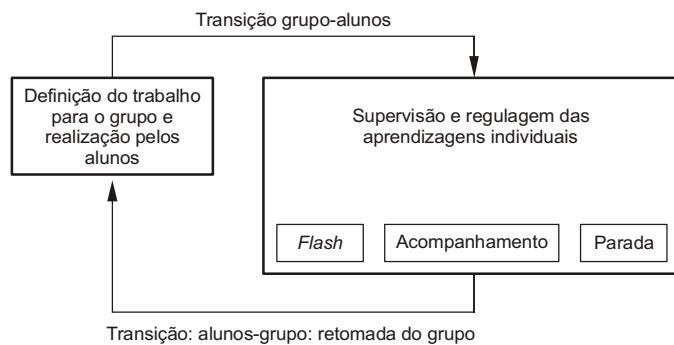 Transição grupo-alunos
Definição do trabalho
para o grupo e
realização pelos
alunos
Supervisão e regulagem das
aprendizagens individuais
Flash
Acompanhamento
Parada
Transição: alunos-grupo: retomada do grupo